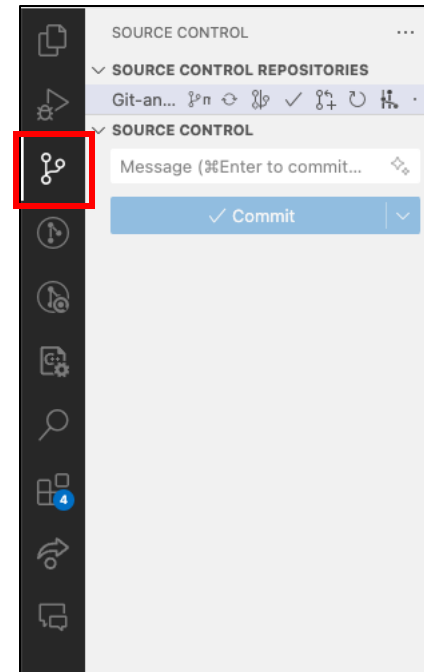 SOURCE CONTROL
SOURCE CONTROL REPOSITORIES
Git-an...
SOURCE CONTROL
Message (⌘Enter to commit...
Commit
4